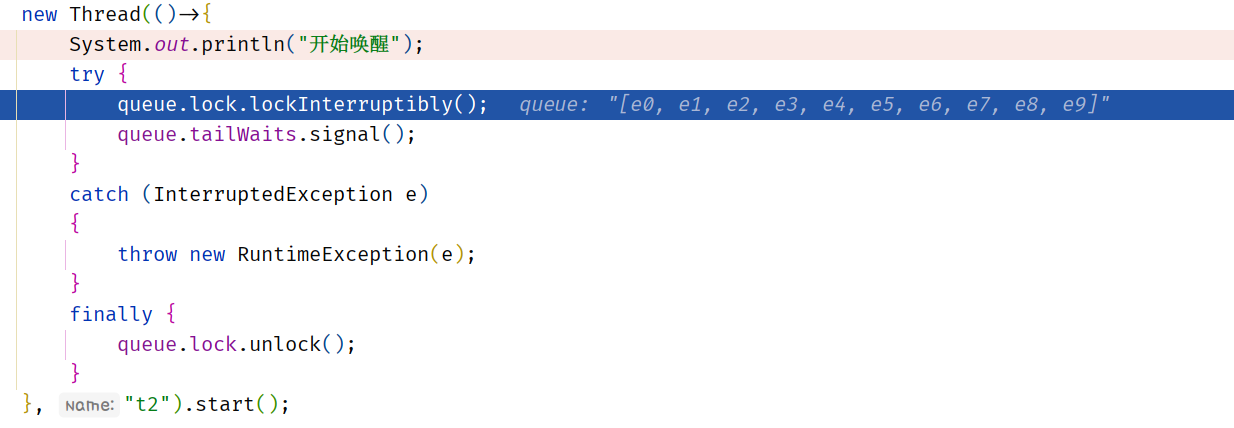 new Thread(()->{
System.out.println("开始唤醒");
try {
queue.lock.lockInterruptibly(); queue: "[e0, e1, e2, e3, e4, e5, e6, e7, e8, e9]"
queue.tailWaits.signal();
}
catch (InterruptedException e)
{
throw new RuntimeException(e);
}
finally {
queue.lock.unlock();
}
}, name: "t2").start();